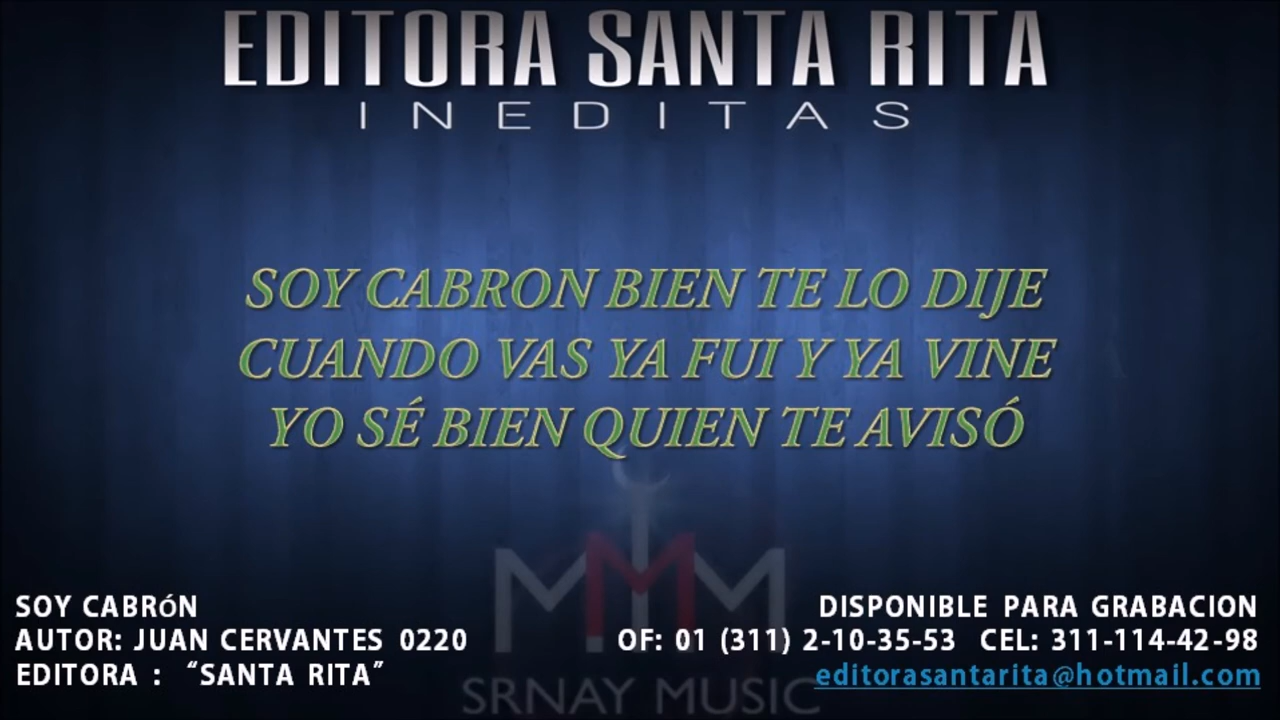 EDITORA SANTA RITA
INEDITAS
SOY CABRON BIEN TE LO DIJE
CUANDO VAS YA FUI Y YA VINE
YO SÉ BIEN QUIEN TE AVISÓ
MMM
SRNAY MUSIC
SOY CABRÓN
AUTOR: JUAN CERVANTES 0220
EDITORA : “SANTA RITA”
DISPONIBLE PARA GRABACION
OF: 01 (311) 2-10-35-53 CEL: 311-114-42-98
editorasantarita@hotmail.com